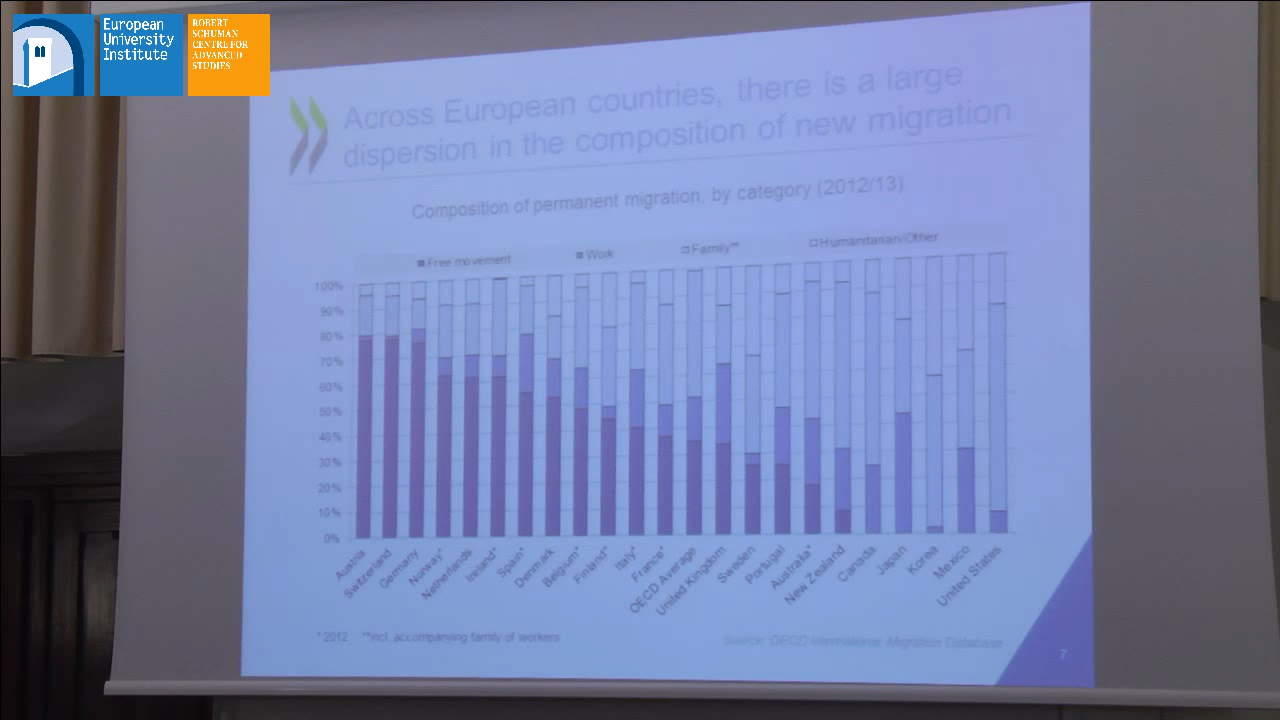 European
University
Institute
ROBERT
SCHUMAN
CENTRE FOR
ADVANCED
STUDIES
Across European countries, there is a large
dispersion in the composition of new migration
Composition of permanent migration, by category (2012/13)
Free movement
Work
Family**
Humanitarian/Other
100%
90%
80%
70%
60%
50%
40%
30%
20%
10%
0%
Austria
Switzerland
Germany
Norway*
Netherlands
Ireland*
Spain*
Denmark
Belgium*
Finland*
Italy*
France*
OECD Average
United Kingdom
Sweden
Portugal
Australia*
New Zealand
Canada
Japan
Korea
Mexico
United States
* 2012 **incl. accompanying family of workers
Source: OECD International Migration Database
7